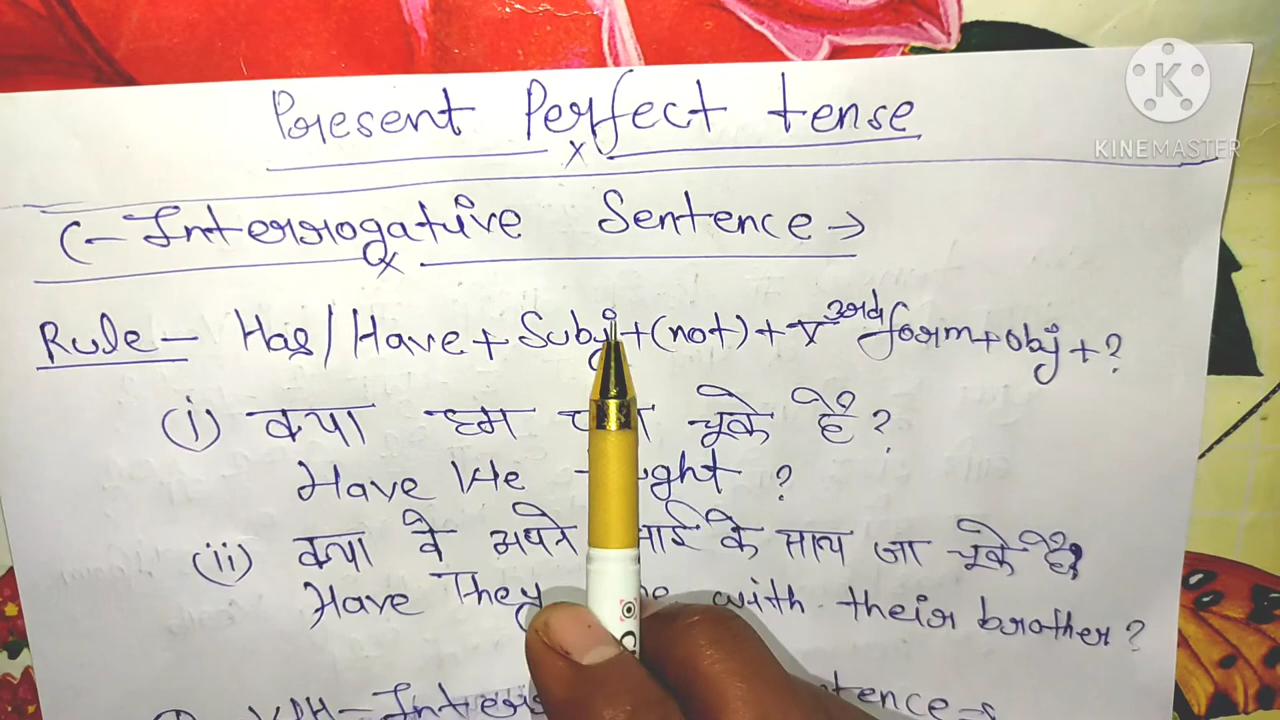 Present Perfect tense
KINEMASTER
C- Interrogative Sentence →
Rule- Has/Have + Subj + (not) + V 3rd form + obj + ?
(i) क्या हम चुके है?
Have We ?
(ii) क्या वे अपने के साथ जा चुके है?
Have They with their brother?
WH-